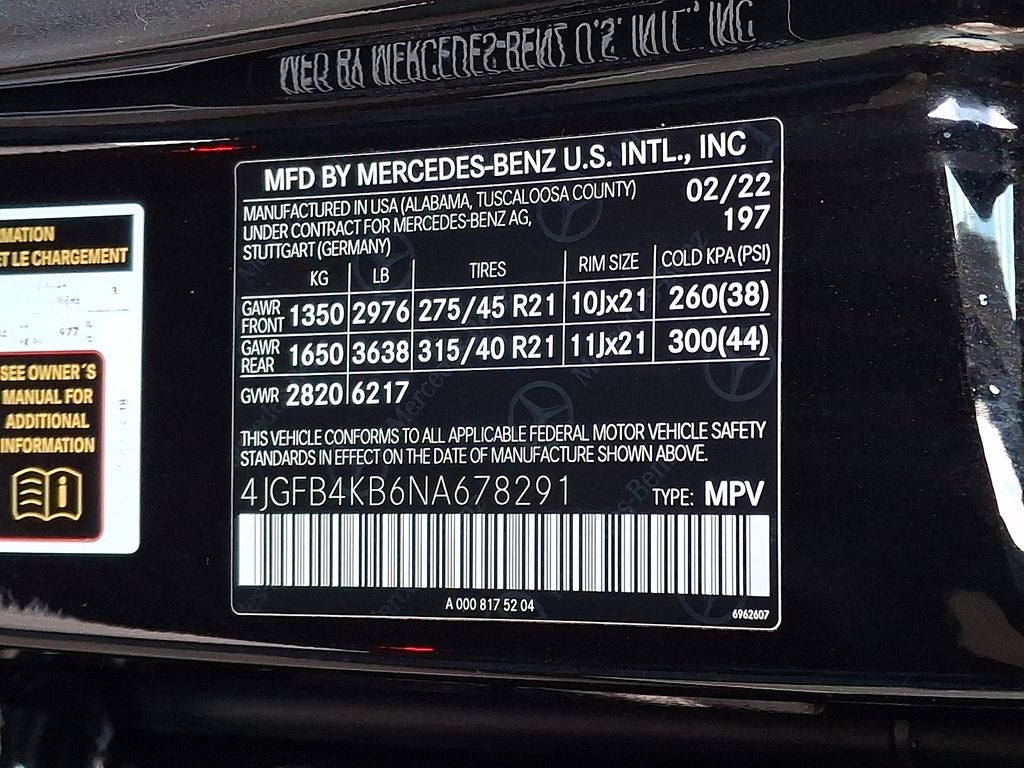 MFD BY MERCEDES-BENZ U.S. INTL., INC
MANUFACTURED IN USA (ALABAMA, TUSCALOOSA COUNTY) 02/22
UNDER CONTRACT FOR MERCEDES-BENZ AG, 197
STUTTGART (GERMANY)
KG LB TIRES RIM SIZE COLD KPA (PSI)
GAWR FRONT 1350 2976 275/45 R21 10Jx21 260(38)
GAWR REAR 1650 3638 315/40 R21 11Jx21 300(44)
GVWR 2820 6217
THIS VEHICLE CONFORMS TO ALL APPLICABLE FEDERAL MOTOR VEHICLE SAFETY
STANDARDS IN EFFECT ON THE DATE OF MANUFACTURE SHOWN ABOVE.
4JGFB4KB6NA678291 TYPE: MPV
A 000 817 52 04 6962607
MATION
ET LE CHARGEMENT
3
977
SEE OWNER´S
MANUAL FOR
ADDITIONAL
INFORMATION